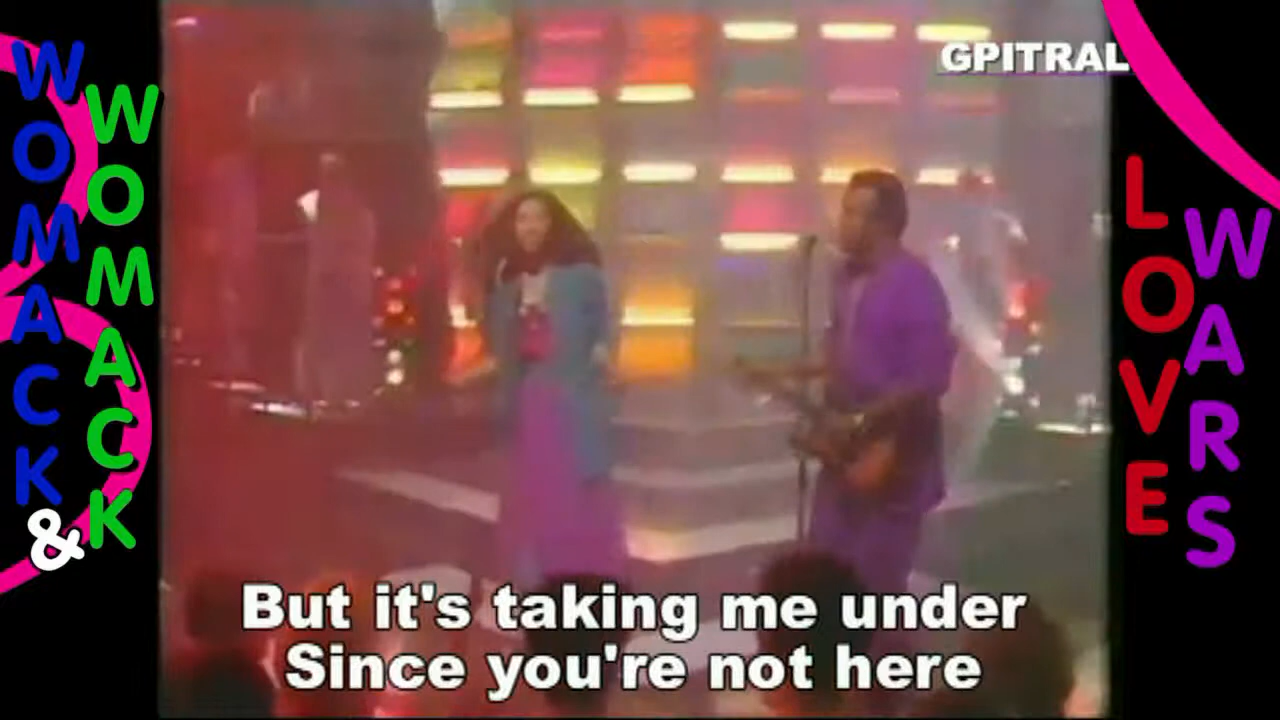 WOMACK
&
WOMACK
GPITRAL
LOVE
WARS
But it's taking me under
Since you're not here